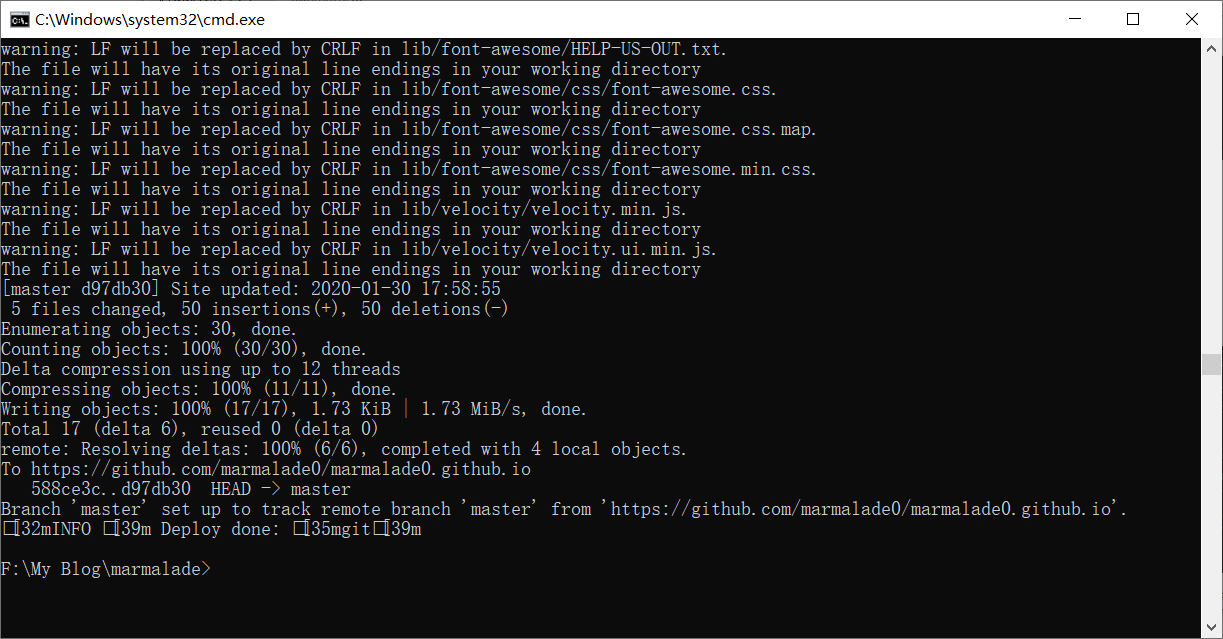 C:\Windows\system32\cmd.exe
warning: LF will be replaced by CRLF in lib/font-awesome/HELP-US-OUT.txt.
The file will have its original line endings in your working directory
warning: LF will be replaced by CRLF in lib/font-awesome/css/font-awesome.css.
The file will have its original line endings in your working directory
warning: LF will be replaced by CRLF in lib/font-awesome/css/font-awesome.css.map.
The file will have its original line endings in your working directory
warning: LF will be replaced by CRLF in lib/font-awesome/css/font-awesome.min.css.
The file will have its original line endings in your working directory
warning: LF will be replaced by CRLF in lib/velocity/velocity.min.js.
The file will have its original line endings in your working directory
warning: LF will be replaced by CRLF in lib/velocity/velocity.ui.min.js.
The file will have its original line endings in your working directory
[master d97db30] Site updated: 2020-01-30 17:58:55
 5 files changed, 50 insertions(+), 50 deletions(-)
Enumerating objects: 30, done.
Counting objects: 100% (30/30), done.
Delta compression using up to 12 threads
Compressing objects: 100% (11/11), done.
Writing objects: 100% (17/17), 1.73 KiB | 1.73 MiB/s, done.
Total 17 (delta 6), reused 0 (delta 0)
remote: Resolving deltas: 100% (6/6), completed with 4 local objects.
To https://github.com/marmalade0/marmalade0.github.io
   588ce3c..d97db30  HEAD -> master
Branch 'master' set up to track remote branch 'master' from 'https://github.com/marmalade0/marmalade0.github.io'.
□[32mINFO □[39m Deploy done: □[35mgit□[39m
F:\My Blog\marmalade>